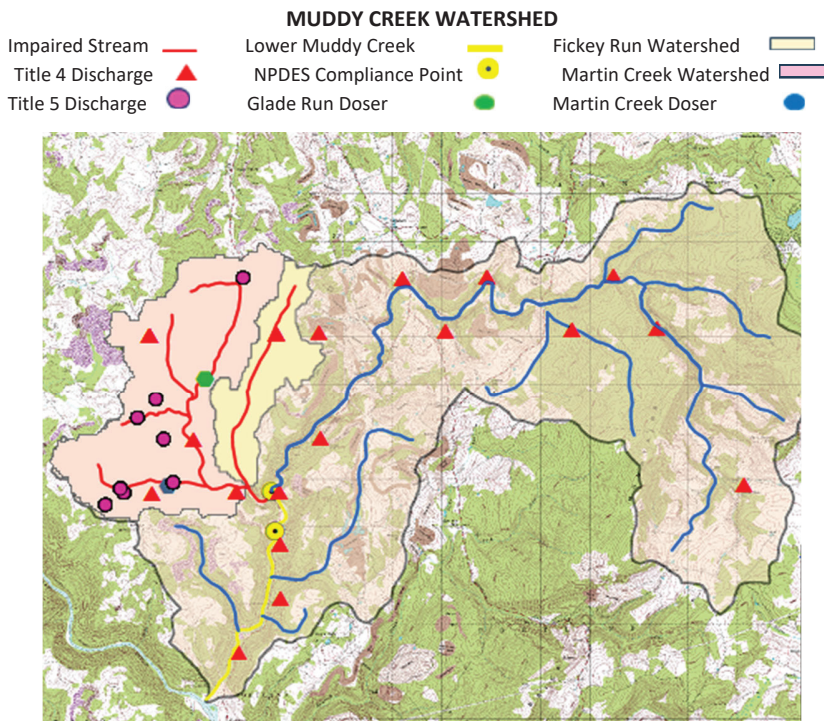 MUDDY CREEK WATERSHED
Impaired Stream Lower Muddy Creek Fickey Run Watershed
Title 4 Discharge NPDES Compliance Point Martin Creek Watershed
Title 5 Discharge Glade Run Doser Martin Creek Doser